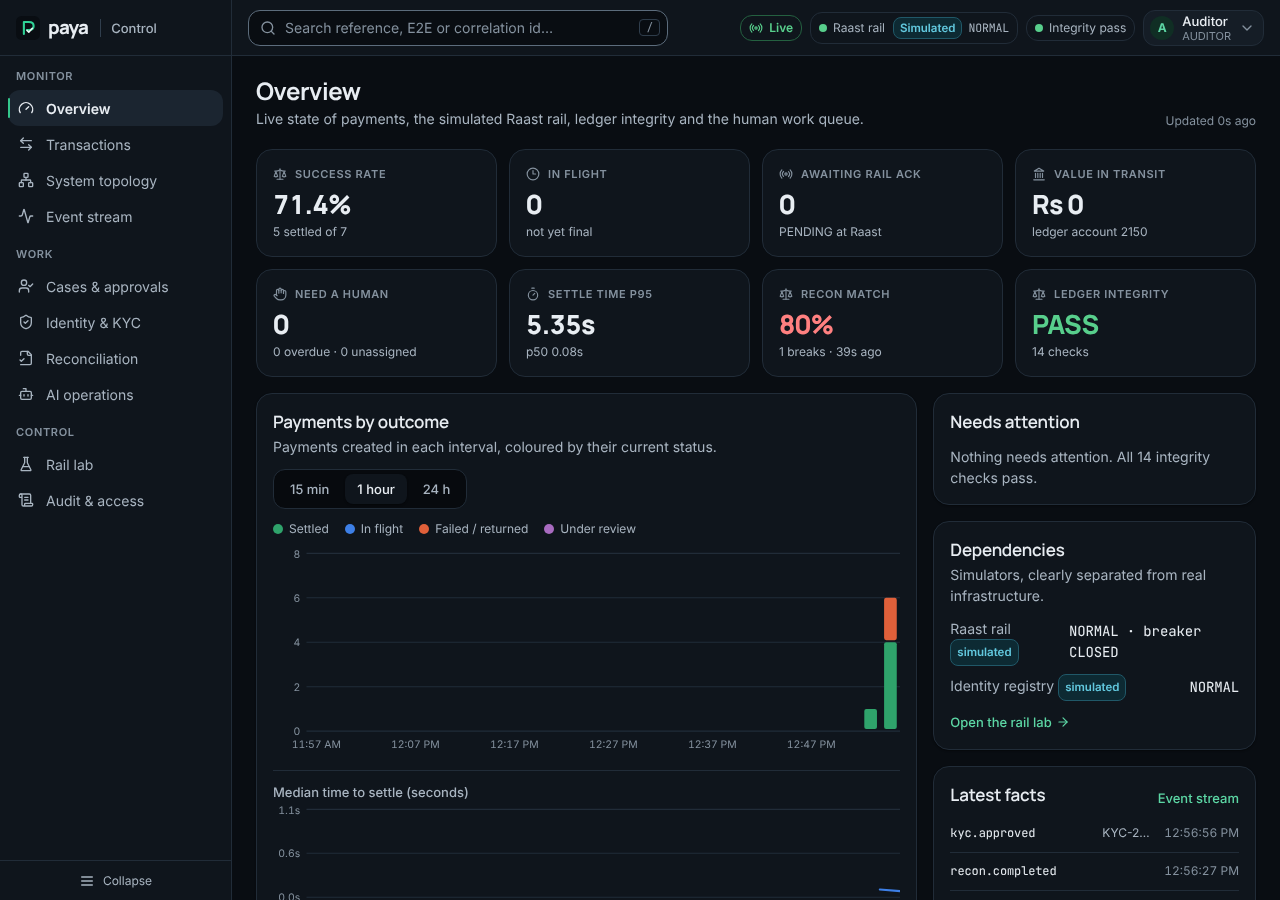 paya
Control
Search reference, E2E or correlation id...
/
Live
Raast rail Simulated NORMAL
Integrity pass
A
Auditor
AUDITOR
MONITOR
Overview
Transactions
System topology
Event stream
WORK
Cases & approvals
Identity & KYC
Reconciliation
AI operations
CONTROL
Rail lab
Audit & access
Collapse
Overview
Live state of payments, the simulated Raast rail, ledger integrity and the human work queue.
Updated 0s ago
SUCCESS RATE
71.4%
5 settled of 7
IN FLIGHT
0
not yet final
AWAITING RAIL ACK
0
PENDING at Raast
VALUE IN TRANSIT
Rs 0
ledger account 2150
NEED A HUMAN
0
0 overdue · 0 unassigned
SETTLE TIME P95
5.35s
p50 0.08s
RECON MATCH
80%
1 breaks · 39s ago
LEDGER INTEGRITY
PASS
14 checks
Payments by outcome
Payments created in each interval, coloured by their current status.
15 min 1 hour 24 h
Settled In flight Failed / returned Under review
8
6
4
2
0
11:57 AM 12:07 PM 12:17 PM 12:27 PM 12:37 PM 12:47 PM
Median time to settle (seconds)
1.1s
0.6s
0.0s
Needs attention
Nothing needs attention. All 14 integrity
checks pass.
Dependencies
Simulators, clearly separated from real
infrastructure.
Raast rail
simulated
NORMAL · breaker
CLOSED
Identity registry simulated NORMAL
Open the rail lab →
Latest facts
Event stream
kyc.approved KYC-2... 12:56:56 PM
recon.completed 12:56:27 PM